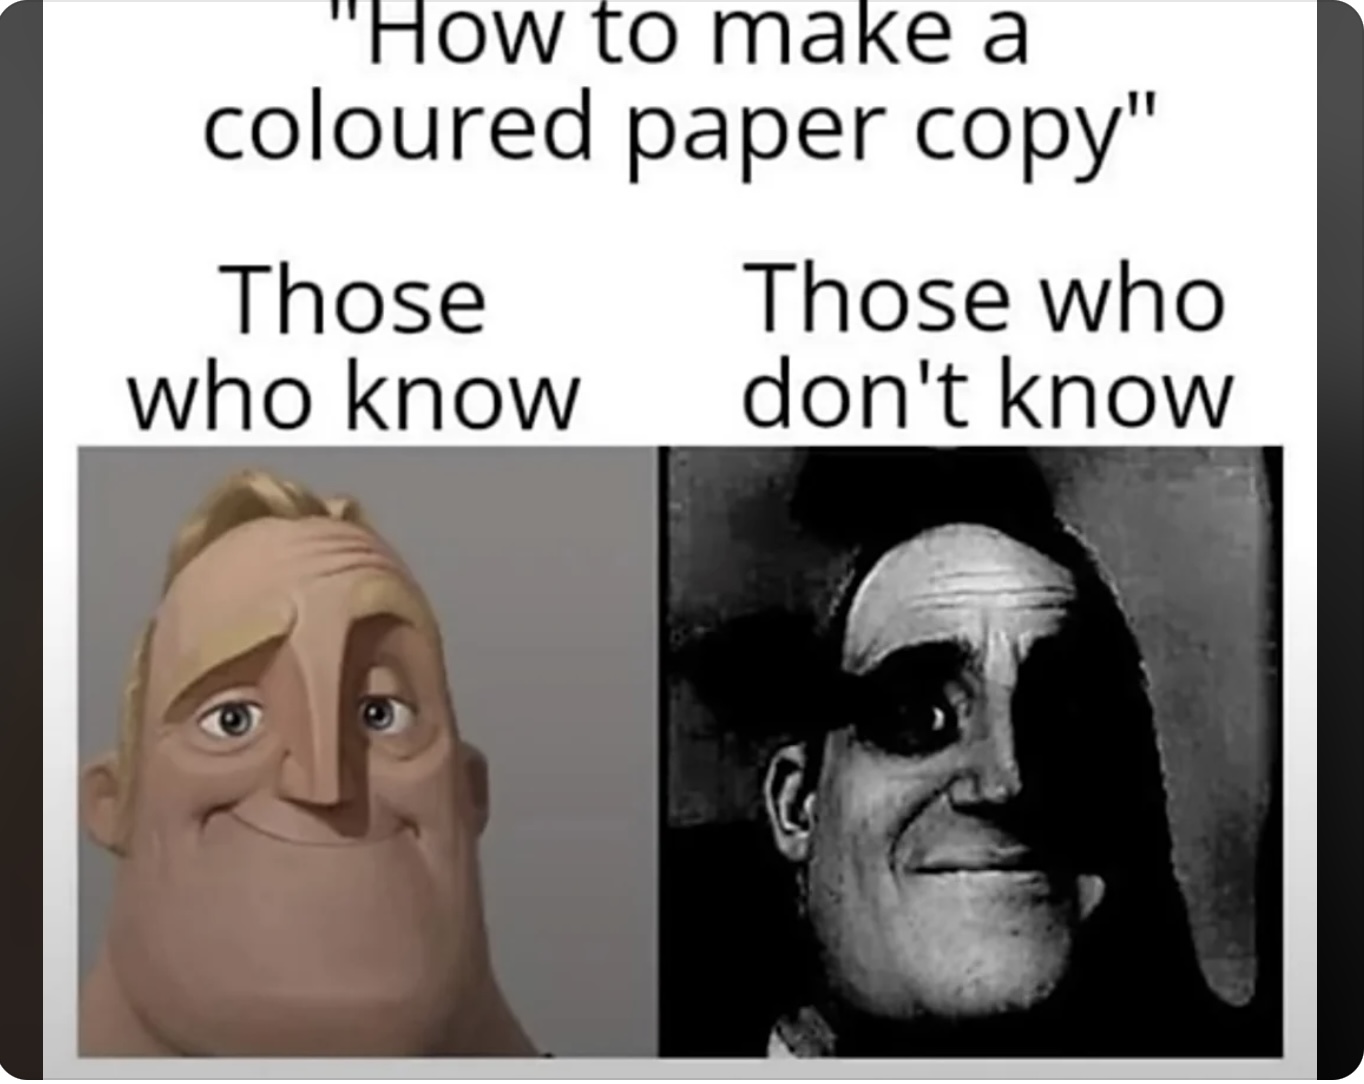 "How to make a
coloured paper copy"
Those
who know
Those who
don't know